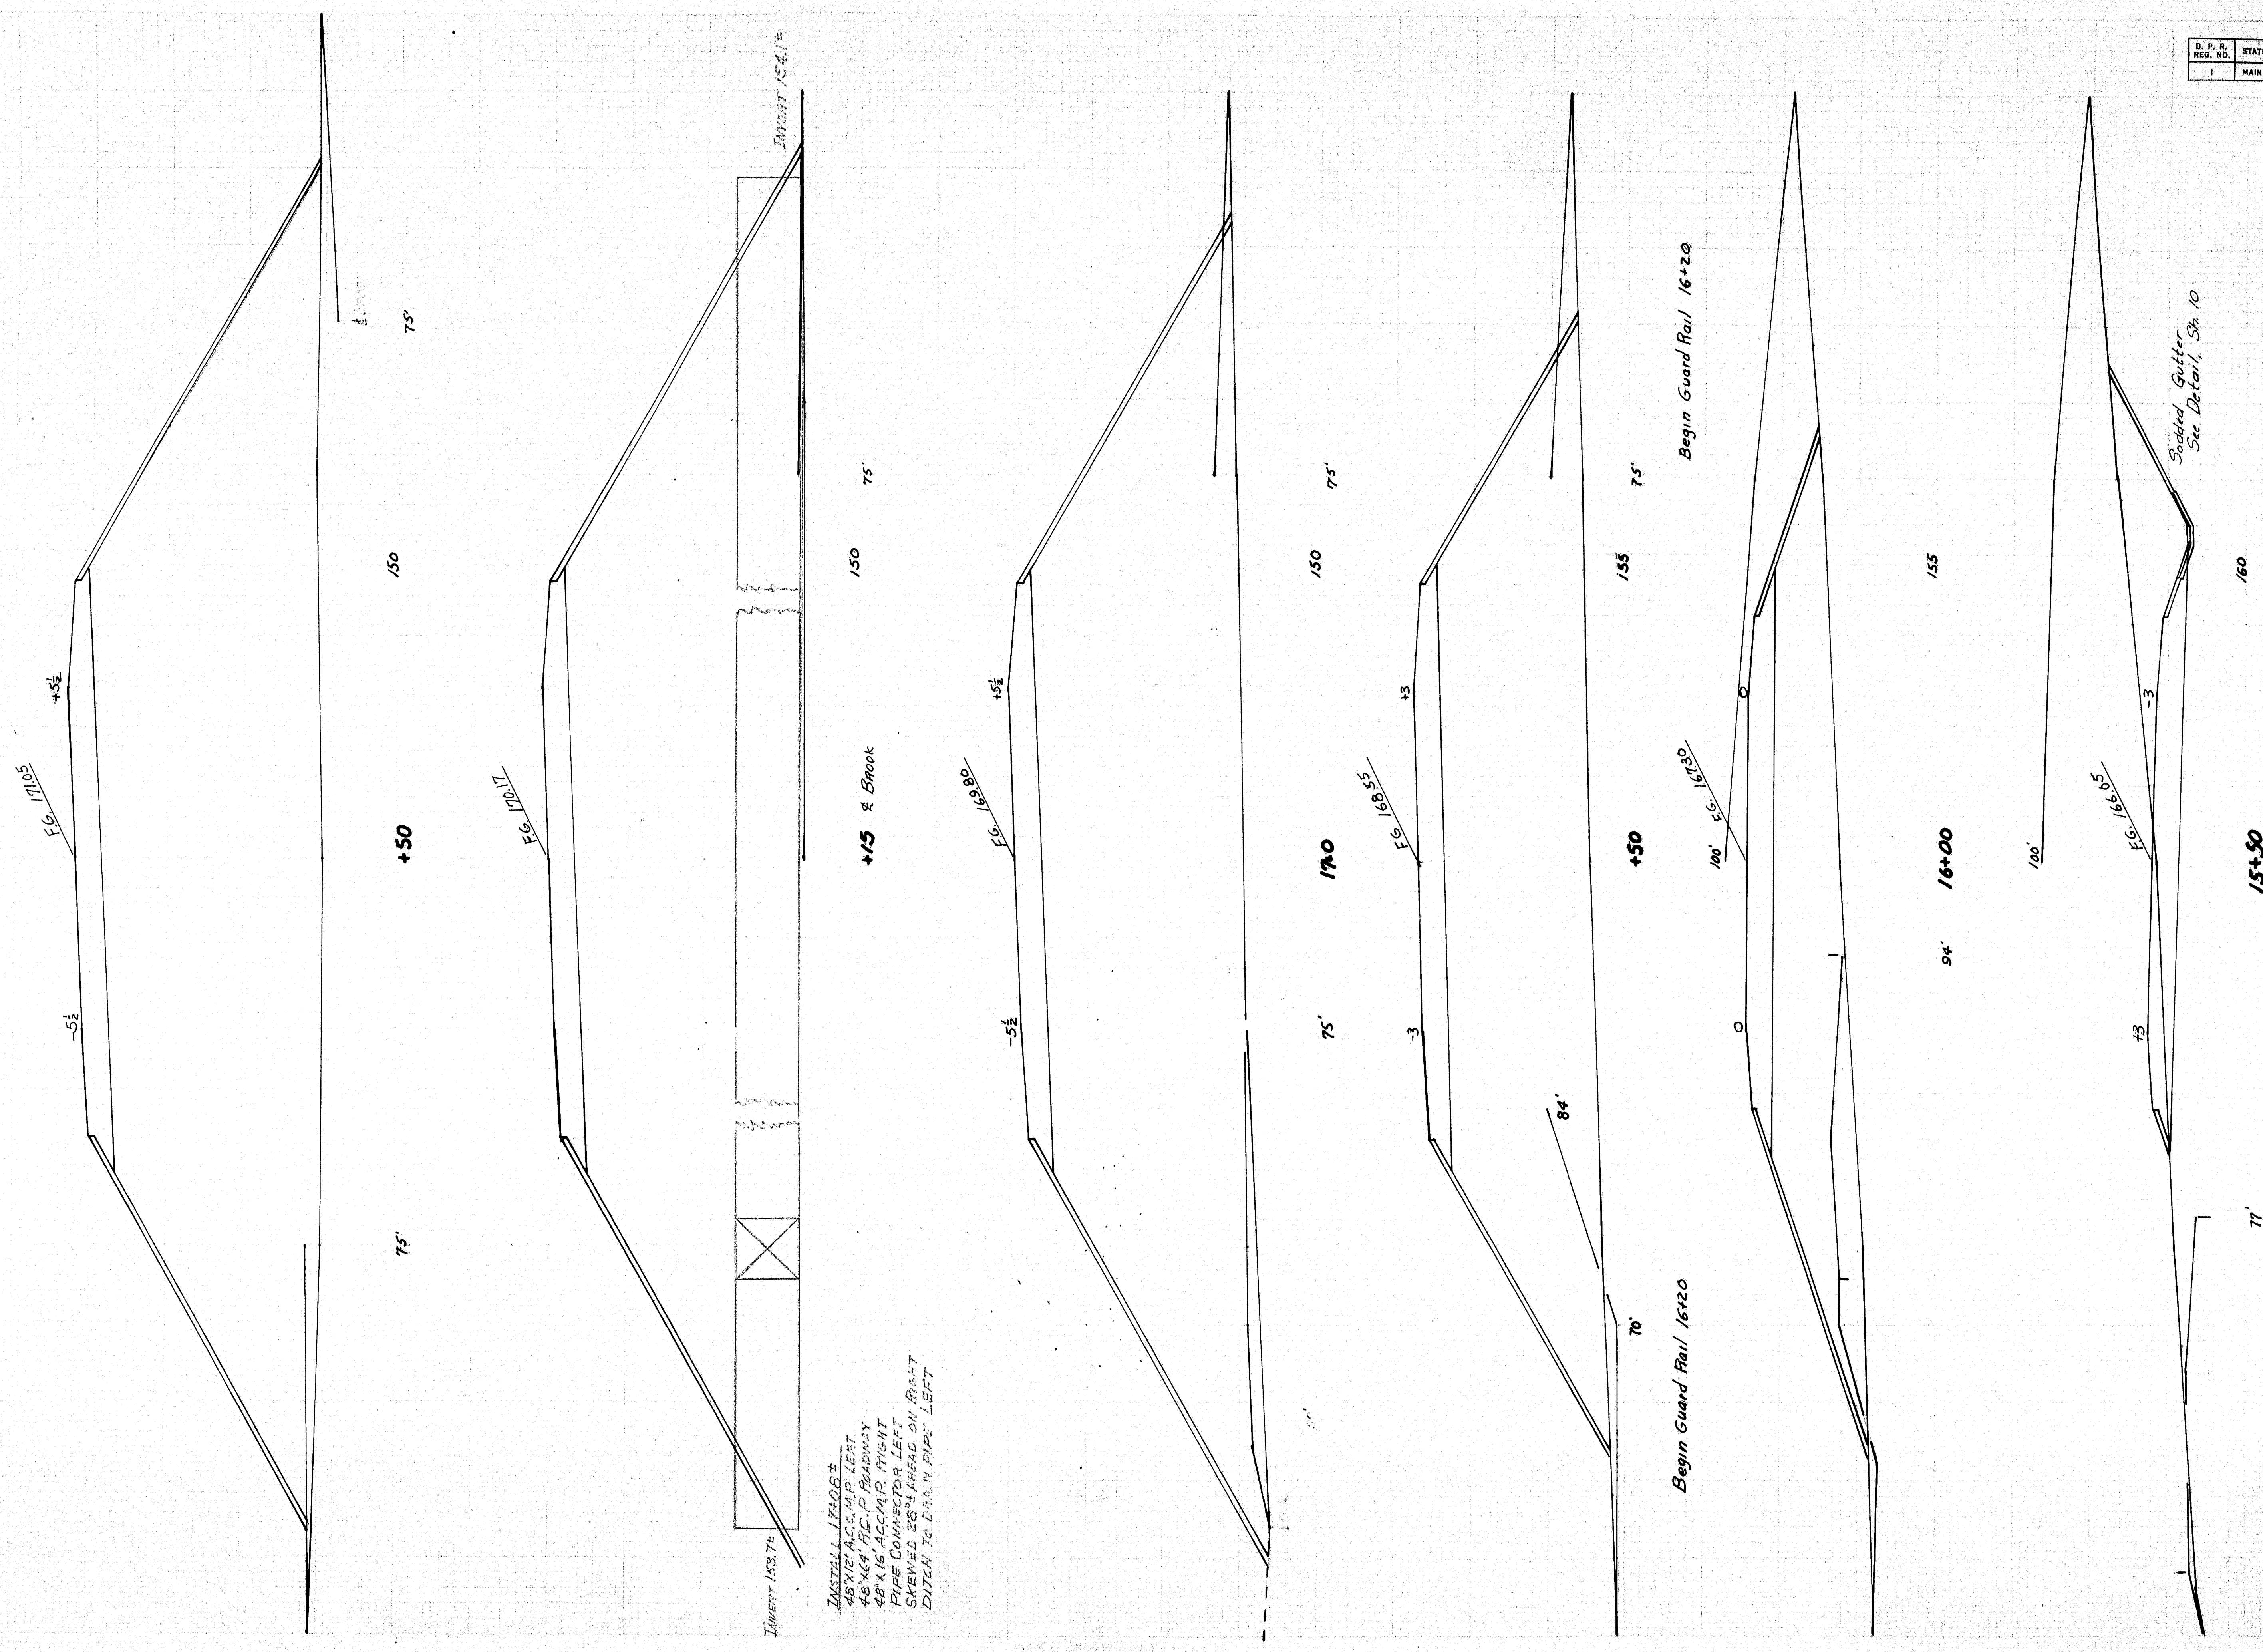 B. P. R. REG. NO.
STAT
1
MAIN
F.G. 171.05
+5½
-5½
75'
150
+50
75'
INVERT 154.1±
F.G. 170.17
75'
150
+15 ℄ BROOK
INVERT 153.7±
INSTALL 17+08±
48"X12' A.C.C.M.P. LEFT
48"X64' R.C.P. ROADWAY
48"X16' A.C.C.M.P. RIGHT
PIPE CONNECTOR LEFT
SKEWED 28°± AHEAD ON RIGHT
DITCH TO DRAIN PIPE LEFT
F.G. 169.80
+5½
-5½
75'
150
75'
F.G. 168.55
+3
-3
75'
155
+50
84'
70'
Begin Guard Rail 16+20
Begin Guard Rail 16+20
F.G. 167.30
0
0
100'
155
16+00
94'
Sodded Gutter
See Detail, Sh. 10
100'
F.G. 166.05
-3
+3
160
15+50
77'